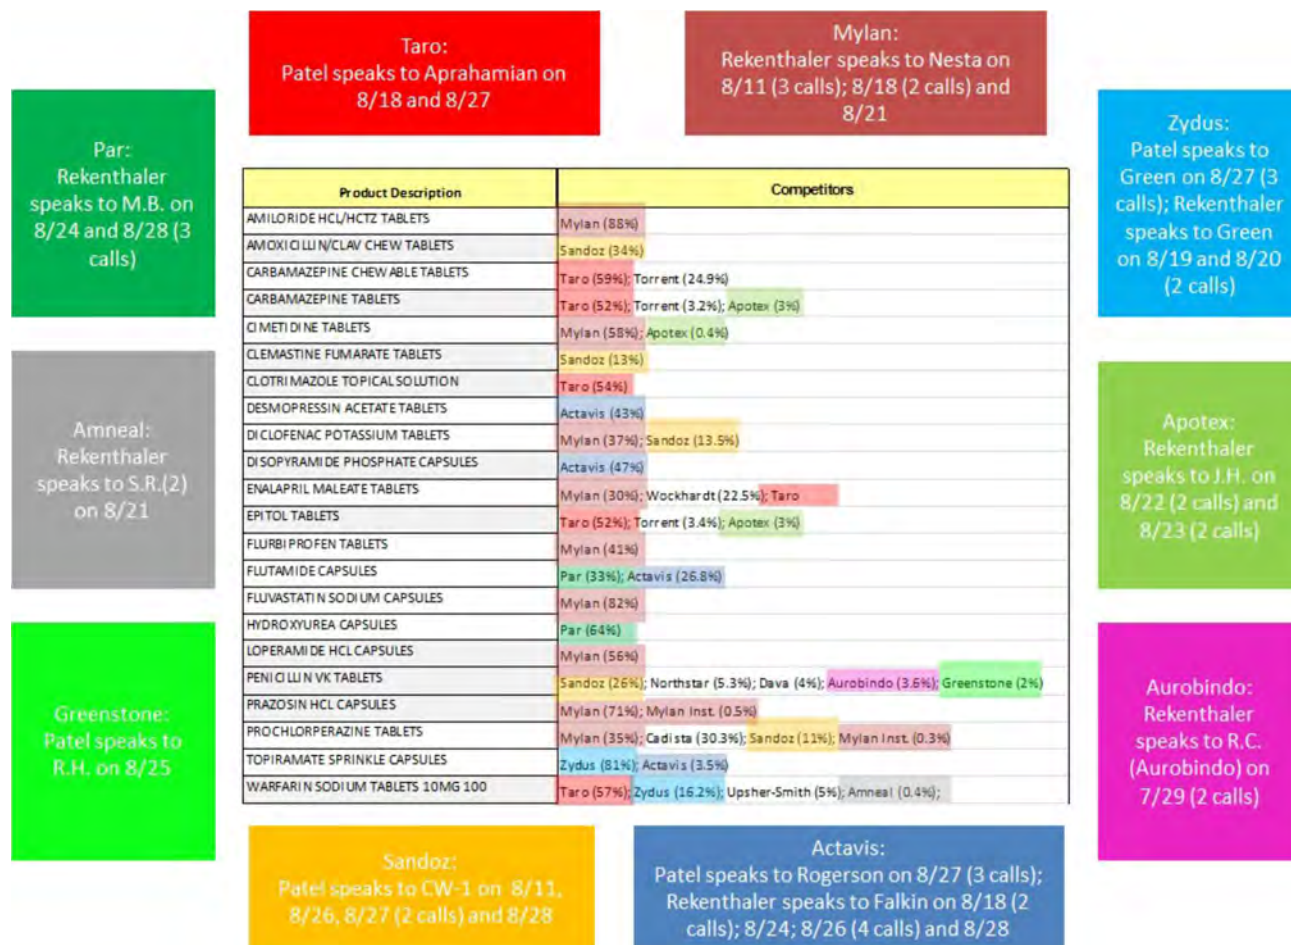 Taro:
Patel speaks to Aprahamian on
8/18 and 8/27
Mylan:
Rekenthaler speaks to Nesta on
8/11 (3 calls); 8/18 (2 calls) and
8/21
Par:
Rekenthaler
speaks to M.B. on
8/24 and 8/28 (3
calls)
Zydus:
Patel speaks to
Green on 8/27 (3
calls); Rekenthaler
speaks to Green
on 8/19 and 8/20
(2 calls)
Amneal:
Rekenthaler
speaks to S.R.(2)
on 8/21
Apotex:
Rekenthaler
speaks to J.H. on
8/22 (2 calls) and
8/23 (2 calls)
Greenstone:
Patel speaks to
R.H. on 8/25
Aurobindo:
Rekenthaler
speaks to R.C.
(Aurobindo) on
7/29 (2 calls)
Product Description Competitors
AMILORIDE HCL/HCTZ TABLETS Mylan (88%)
AMOXICILLIN/CLAV CHEW TABLETS Sandoz (34%)
CARBAMAZEPINE CHEWABLE TABLETS Taro (59%); Torrent (24.9%)
CARBAMAZEPINE TABLETS Taro (52%); Torrent (3.2%); Apotex (3%)
CIMETIDINE TABLETS Mylan (58%); Apotex (0.4%)
CLEMASTINE FUMARATE TABLETS Sandoz (13%)
CLOTRIMAZOLE TOPICAL SOLUTION Taro (54%)
DESMOPRESSIN ACETATE TABLETS Actavis (43%)
DICLOFENAC POTASSIUM TABLETS Mylan (37%); Sandoz (13.5%)
DISOPYRAMIDE PHOSPHATE CAPSULES Actavis (47%)
ENALAPRIL MALEATE TABLETS Mylan (30%); Wockhardt (22.5%); Taro
EPITOL TABLETS Taro (52%); Torrent (3.4%); Apotex (3%)
FLURBIPROFEN TABLETS Mylan (41%)
FLUTAMIDE CAPSULES Par (33%); Actavis (26.8%)
FLUVASTATIN SODIUM CAPSULES Mylan (82%)
HYDROXYUREA CAPSULES Par (64%)
LOPERAMIDE HCL CAPSULES Mylan (56%)
PENICILLIN VK TABLETS Sandoz (26%); Northstar (5.3%); Dava (4%); Aurobindo (3.6%); Greenstone (2%)
PRAZOSIN HCL CAPSULES Mylan (71%); Mylan Inst. (0.5%)
PROCHLORPERAZINE TABLETS Mylan (35%); Cadista (30.3%); Sandoz (11%); Mylan Inst. (0.3%)
TOPIRAMATE SPRINKLE CAPSULES Zydus (81%); Actavis (3.5%)
WARFARIN SODIUM TABLETS 10MG 100 Taro (57%); Zydus (16.2%); Upsher-Smith (5%); Amneal (0.4%);
Sandoz:
Patel speaks to CW-1 on 8/11,
8/26, 8/27 (2 calls) and 8/28
Actavis:
Patel speaks to Rogerson on 8/27 (3 calls);
Rekenthaler speaks to Falkin on 8/18 (2
calls); 8/24; 8/26 (4 calls) and 8/28